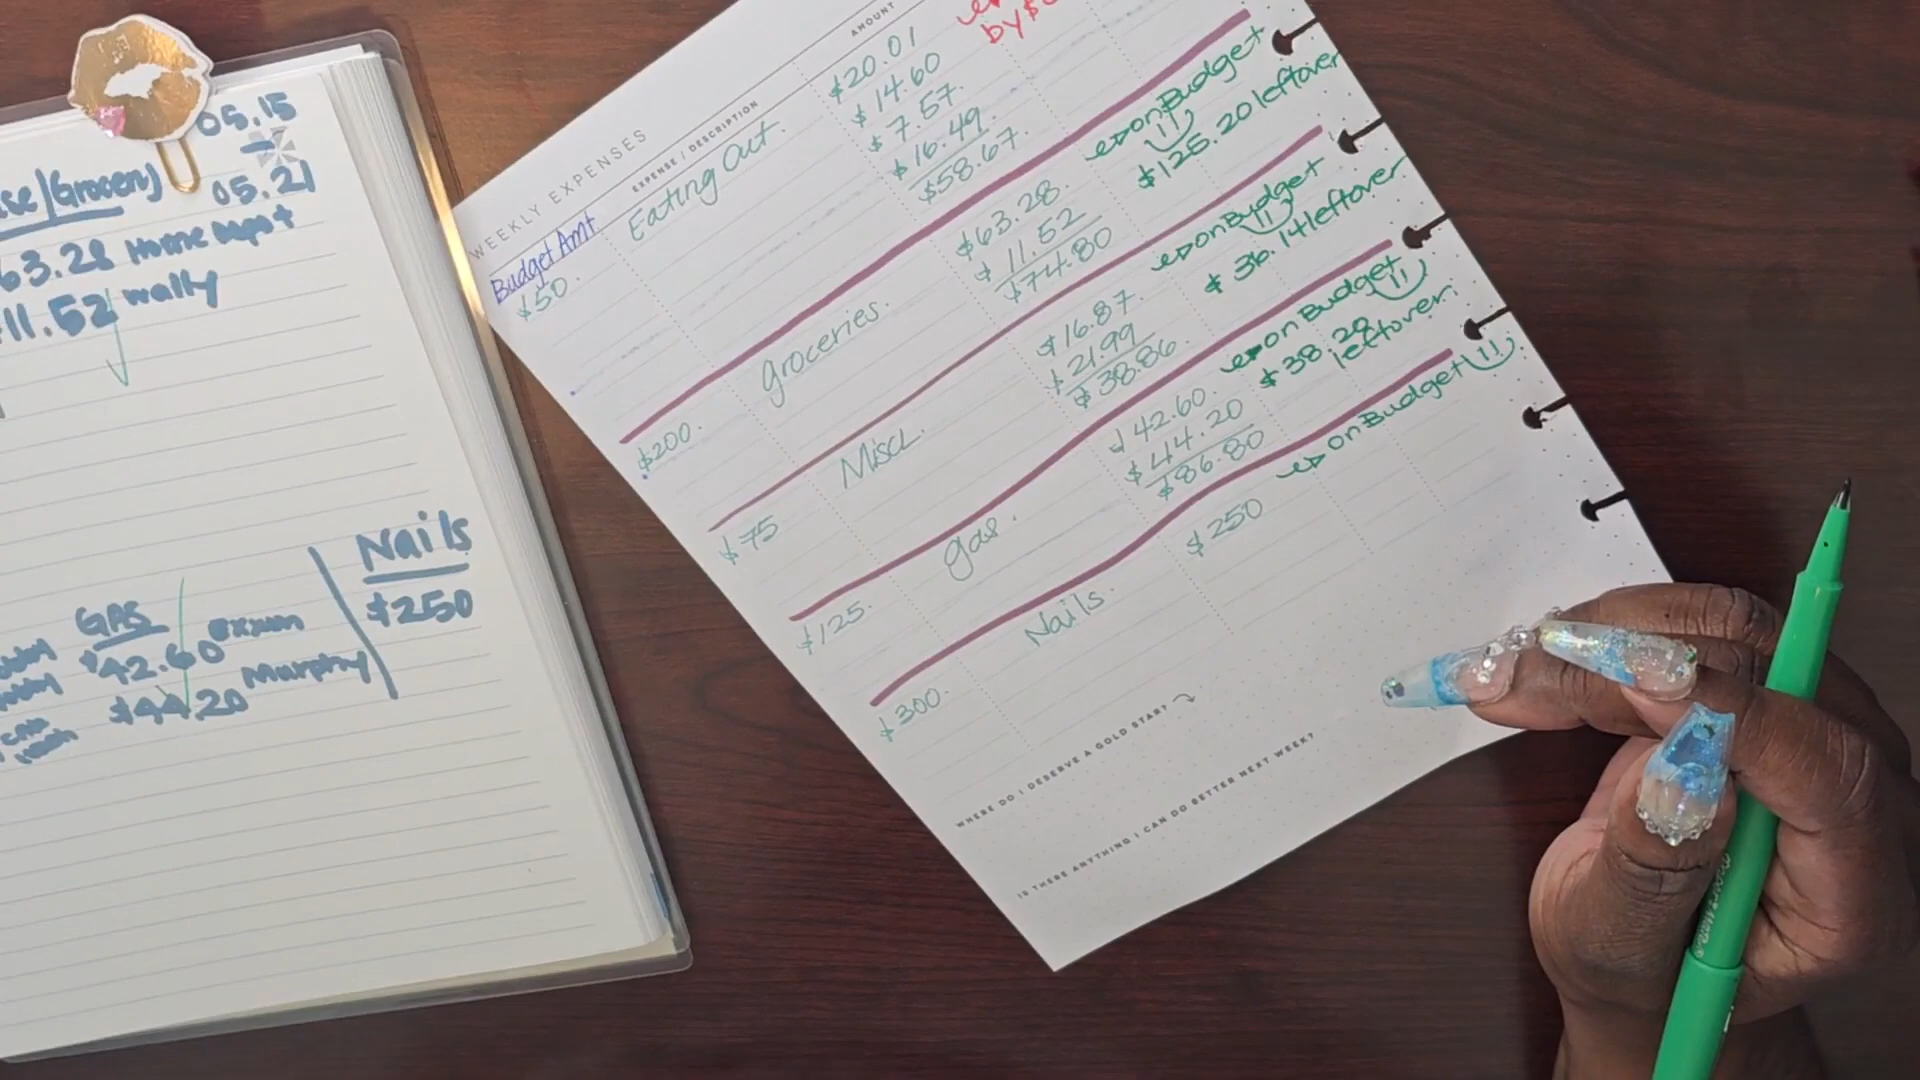 05.15
—
05.21
se/Grocery
63.28 Home Depot
11.52 wally
GAS
$42.60 exxum
$44.20 Murphy
Nails
$250
WEEKLY EXPENSES
EXPENSE / DESCRIPTION
AMOUNT
Budget Amt
$50.
Eating Out.
$20.01
$14.60
$7.57.
$16.49.
$58.67.
by $
$200.
groceries.
$63.28.
$11.52
$74.80
on Budget
$125.20 leftover
$75
Miscl.
$16.87.
$21.99
$38.86.
on Budget
$36.14 leftover.
$125.
gas.
$42.60.
$44.20
$86.80
on Budget
$38.20
leftover.
$300.
Nails.
$250
on Budget
WHERE DO I DESERVE A GOLD STAR?
IS THERE ANYTHING I CAN DO BETTER NEXT WEEK?